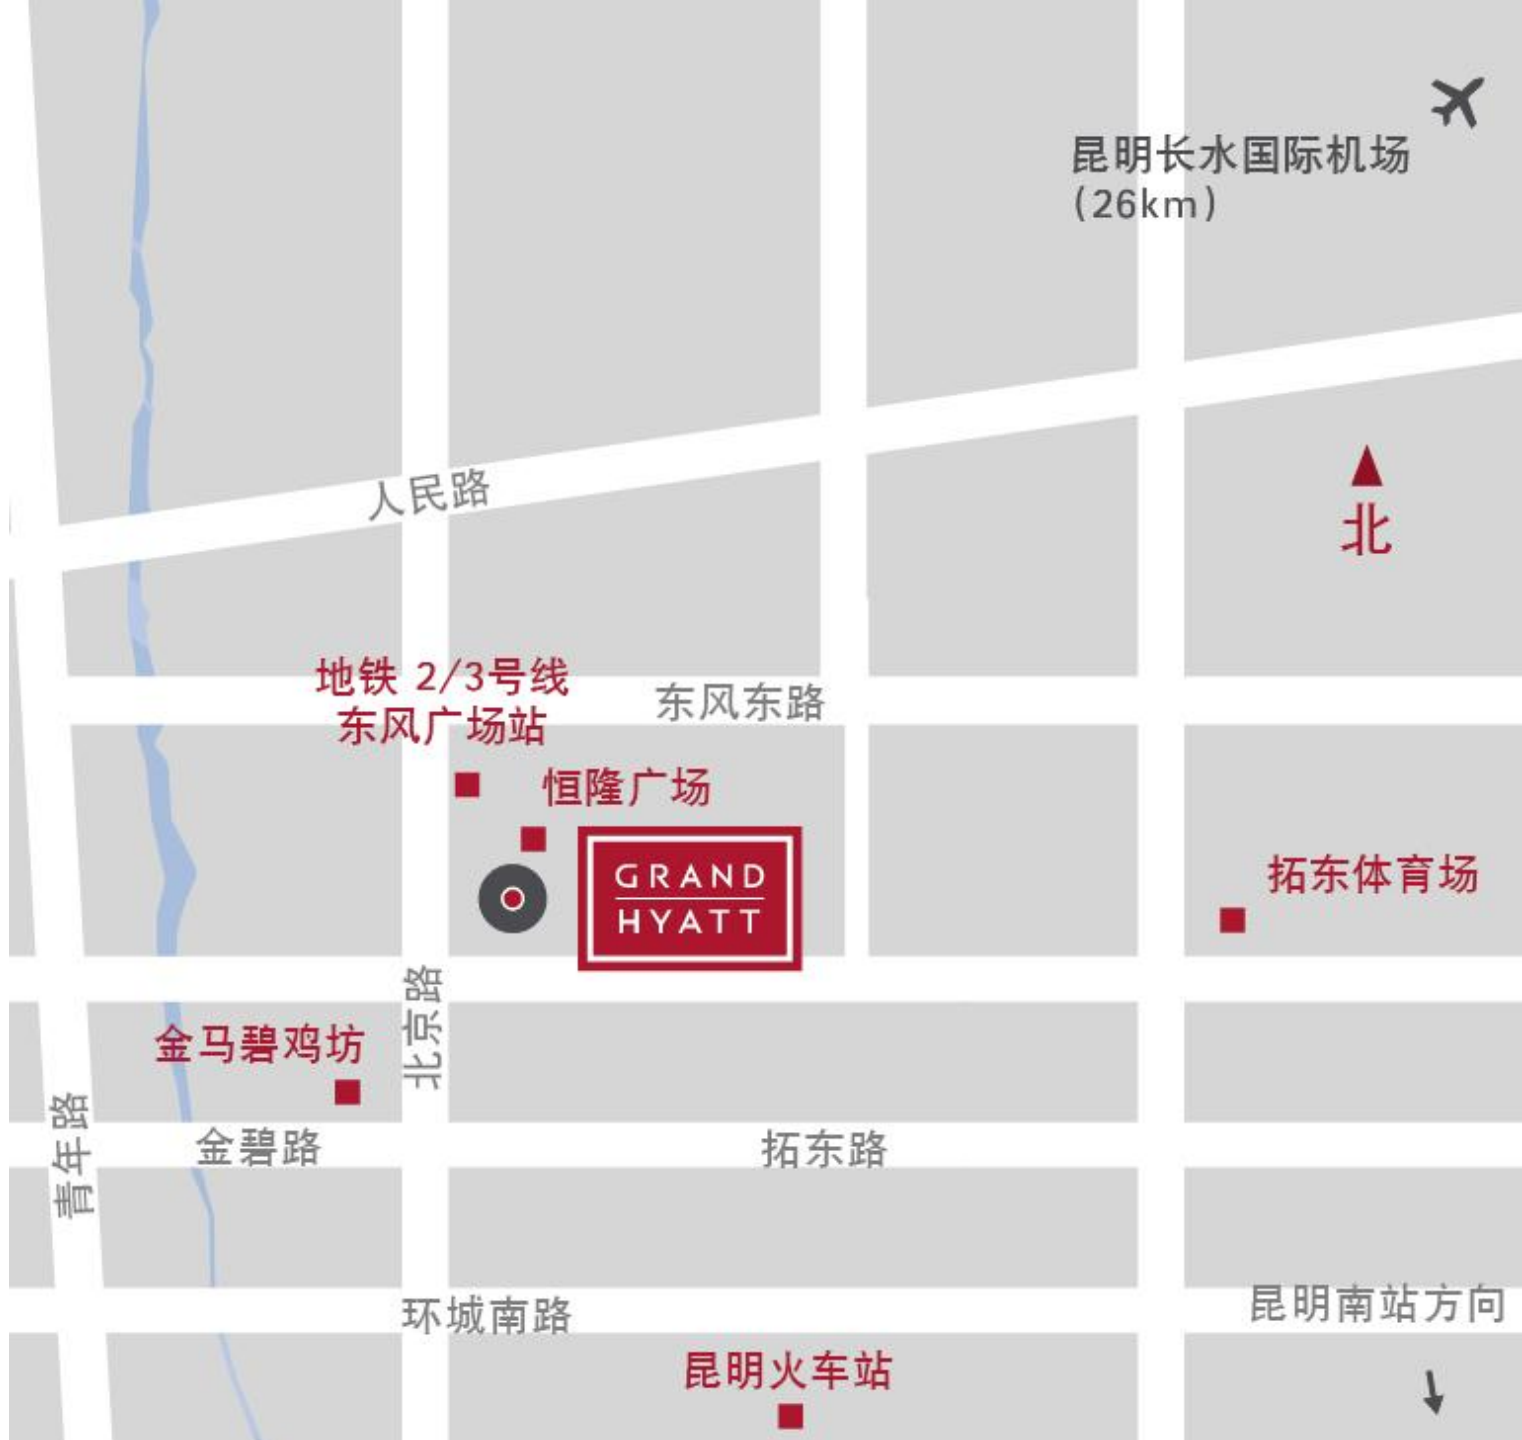 昆明长水国际机场
(26km)
人民路
北
地铁 2/3号线
东风广场站
东风东路
恒隆广场
GRAND
HYATT
拓东体育场
北京路
金马碧鸡坊
青年路
金碧路
拓东路
环城南路
昆明南站方向
昆明火车站